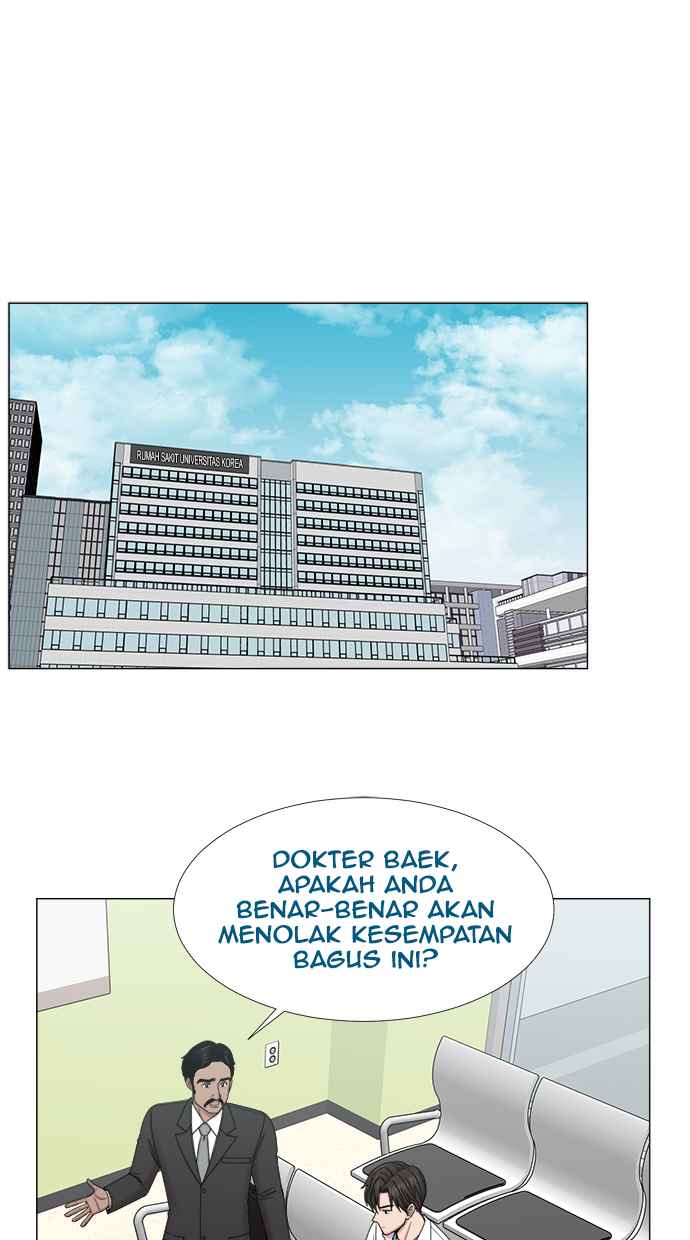 RUMAH SAKIT UNIVERSITAS KOREA
DOKTER BAEK,
APAKAH ANDA
BENAR-BENAR AKAN
MENOLAK KESEMPATAN
BAGUS INI?